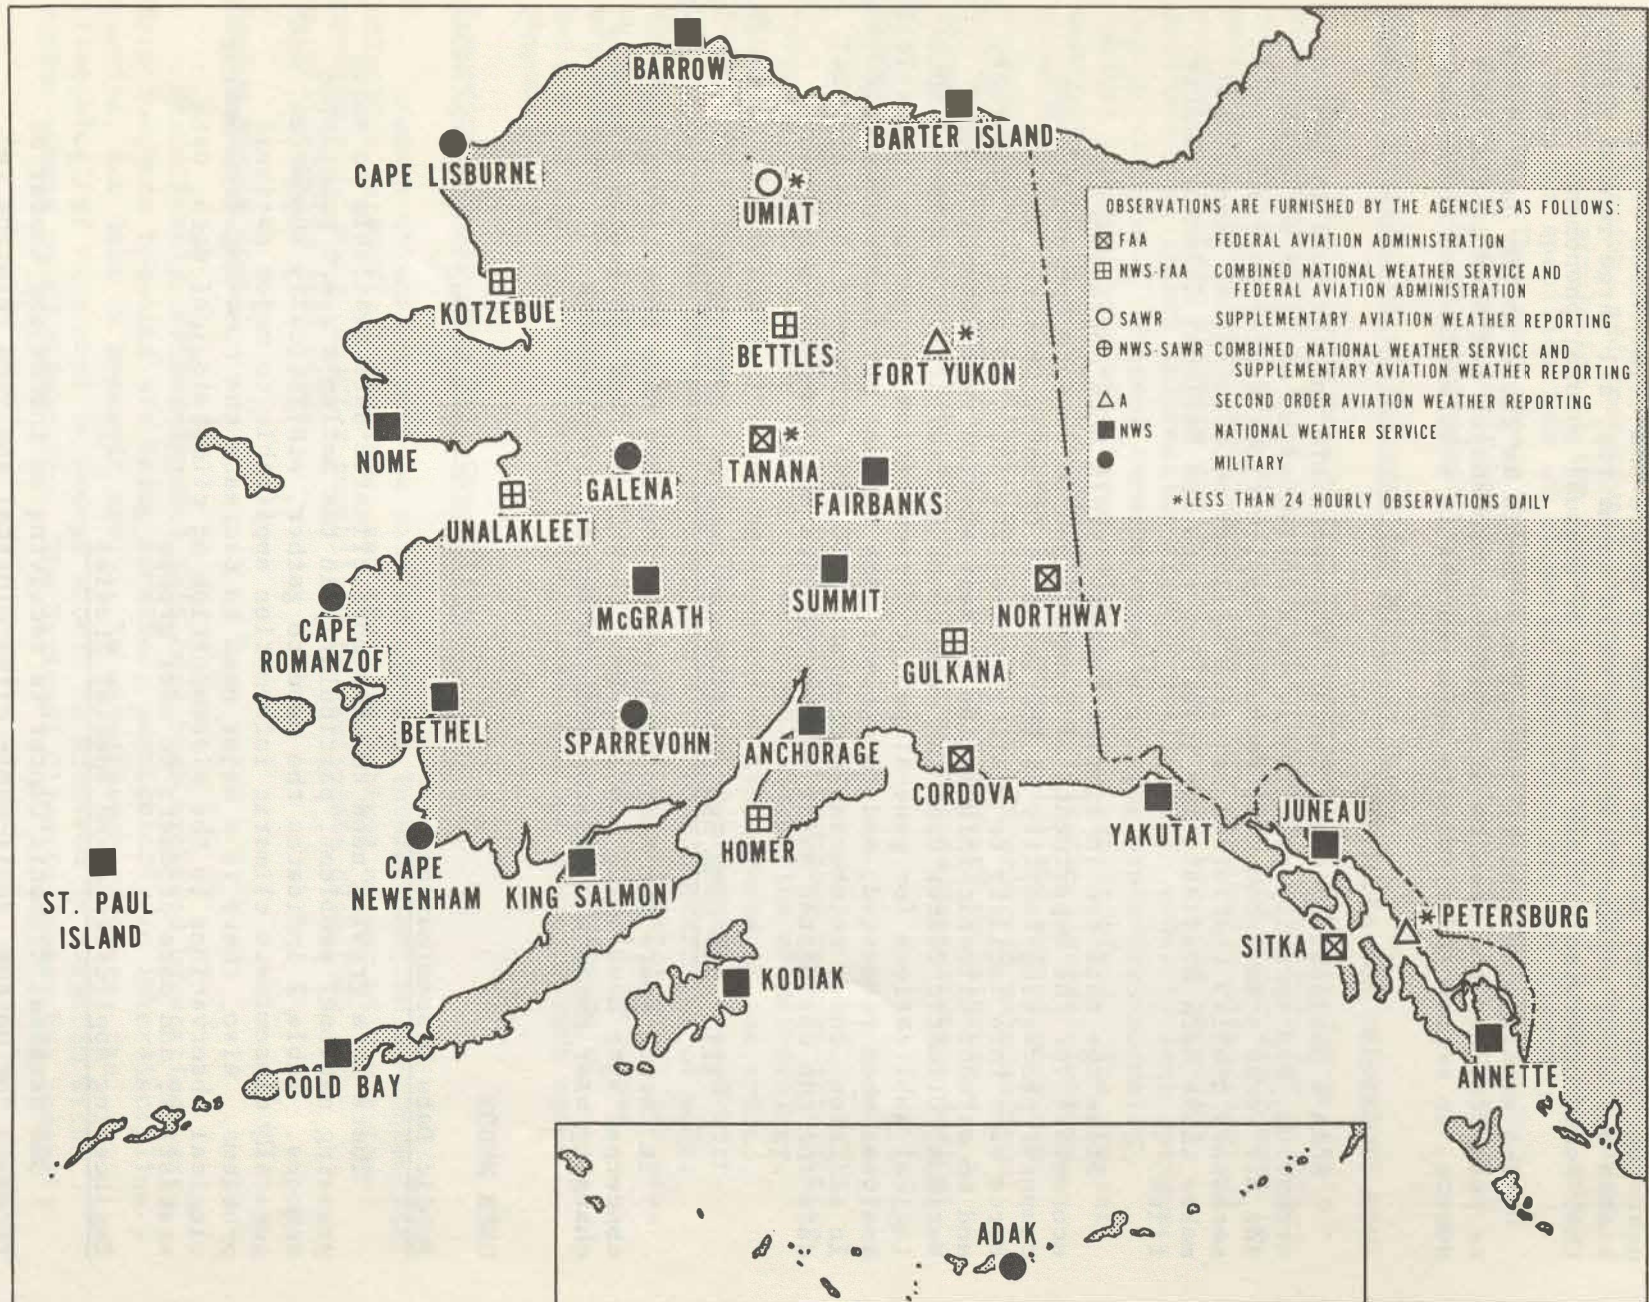 BARROW
BARTER ISLAND
CAPE LISBURNE
* UMIAT
OBSERVATIONS ARE FURNISHED BY THE AGENCIES AS FOLLOWS:
FAA FEDERAL AVIATION ADMINISTRATION
NWS-FAA COMBINED NATIONAL WEATHER SERVICE AND
FEDERAL AVIATION ADMINISTRATION
SAWR SUPPLEMENTARY AVIATION WEATHER REPORTING
NWS-SAWR COMBINED NATIONAL WEATHER SERVICE AND
SUPPLEMENTARY AVIATION WEATHER REPORTING
A SECOND ORDER AVIATION WEATHER REPORTING
NWS NATIONAL WEATHER SERVICE
MILITARY
*LESS THAN 24 HOURLY OBSERVATIONS DAILY
KOTZEBUE
BETTLES
*
FORT YUKON
NOME
GALENA
*
TANANA
FAIRBANKS
UNALAKLEET
CAPE
ROMANZOF
McGRATH
SUMMIT
NORTHWAY
GULKANA
BETHEL
SPARREVOHN
ANCHORAGE
CORDOVA
YAKUTAT
JUNEAU
HOMER
CAPE
NEWENHAM
KING SALMON
ST. PAUL
ISLAND
*PETERSBURG
SITKA
KODIAK
COLD BAY
ANNETTE
ADAK